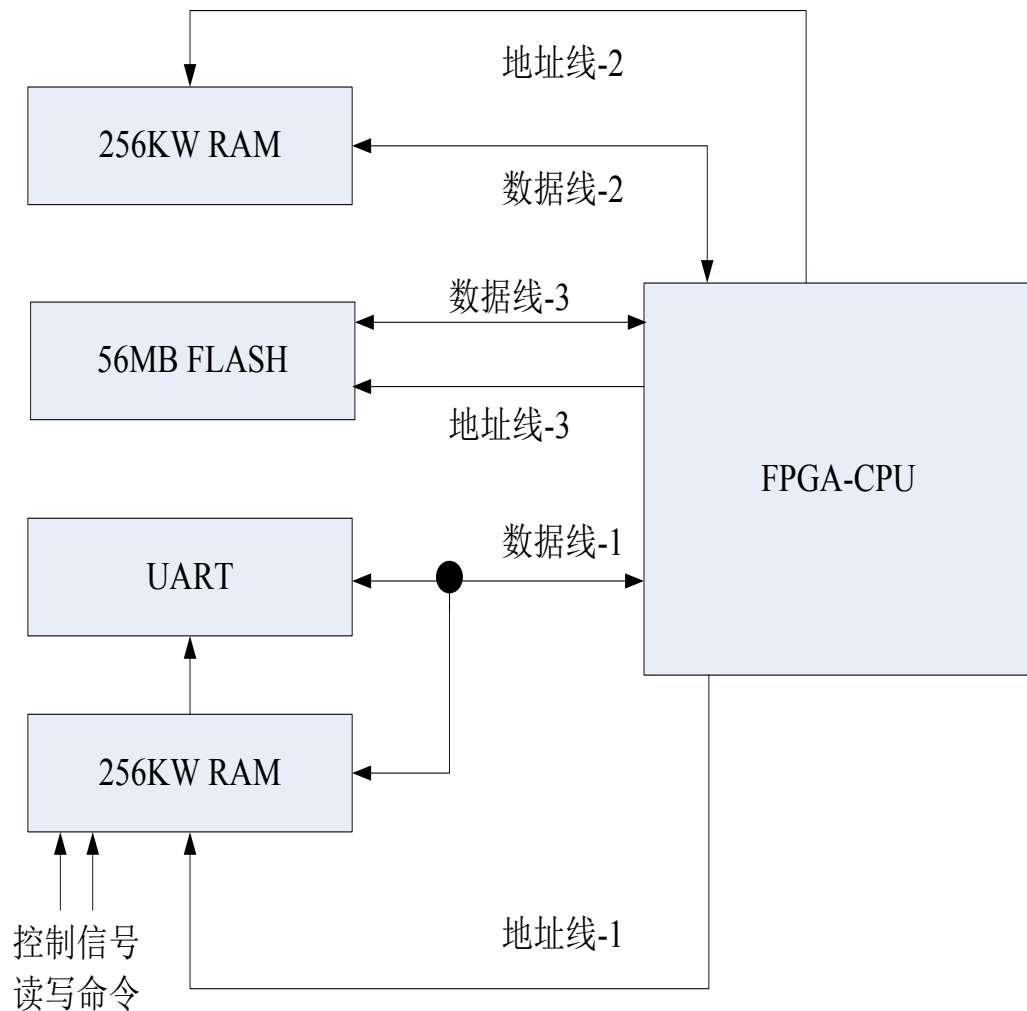 地址线-2
256KW RAM
数据线-2
数据线-3
56MB FLASH
地址线-3
FPGA-CPU
数据线-1
UART
256KW RAM
地址线-1
控制信号
读写命令